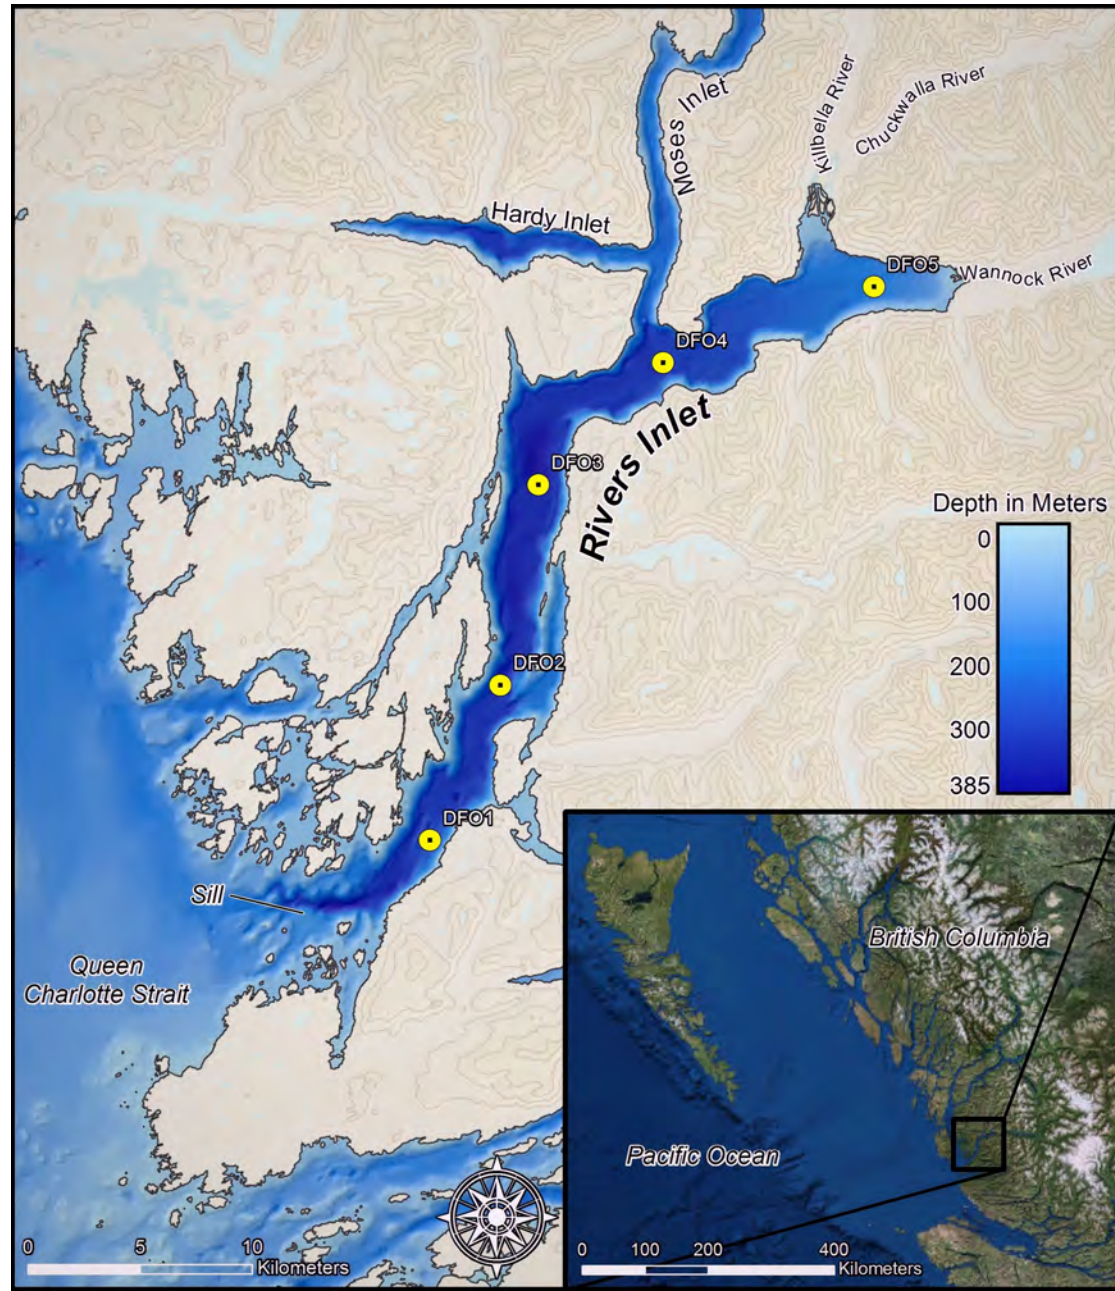 Moses Inlet
Killbella River
Chuckwalla River
Hardy Inlet
DFO5
Wannock River
DFO4
Rivers Inlet
DFO3
Depth in Meters
0
100
200
300
385
DFO2
DFO1
Sill
Queen
Charlotte Strait
British Columbia
Pacific Ocean
0 5 10
Kilometers
0 100 200 400
Kilometers